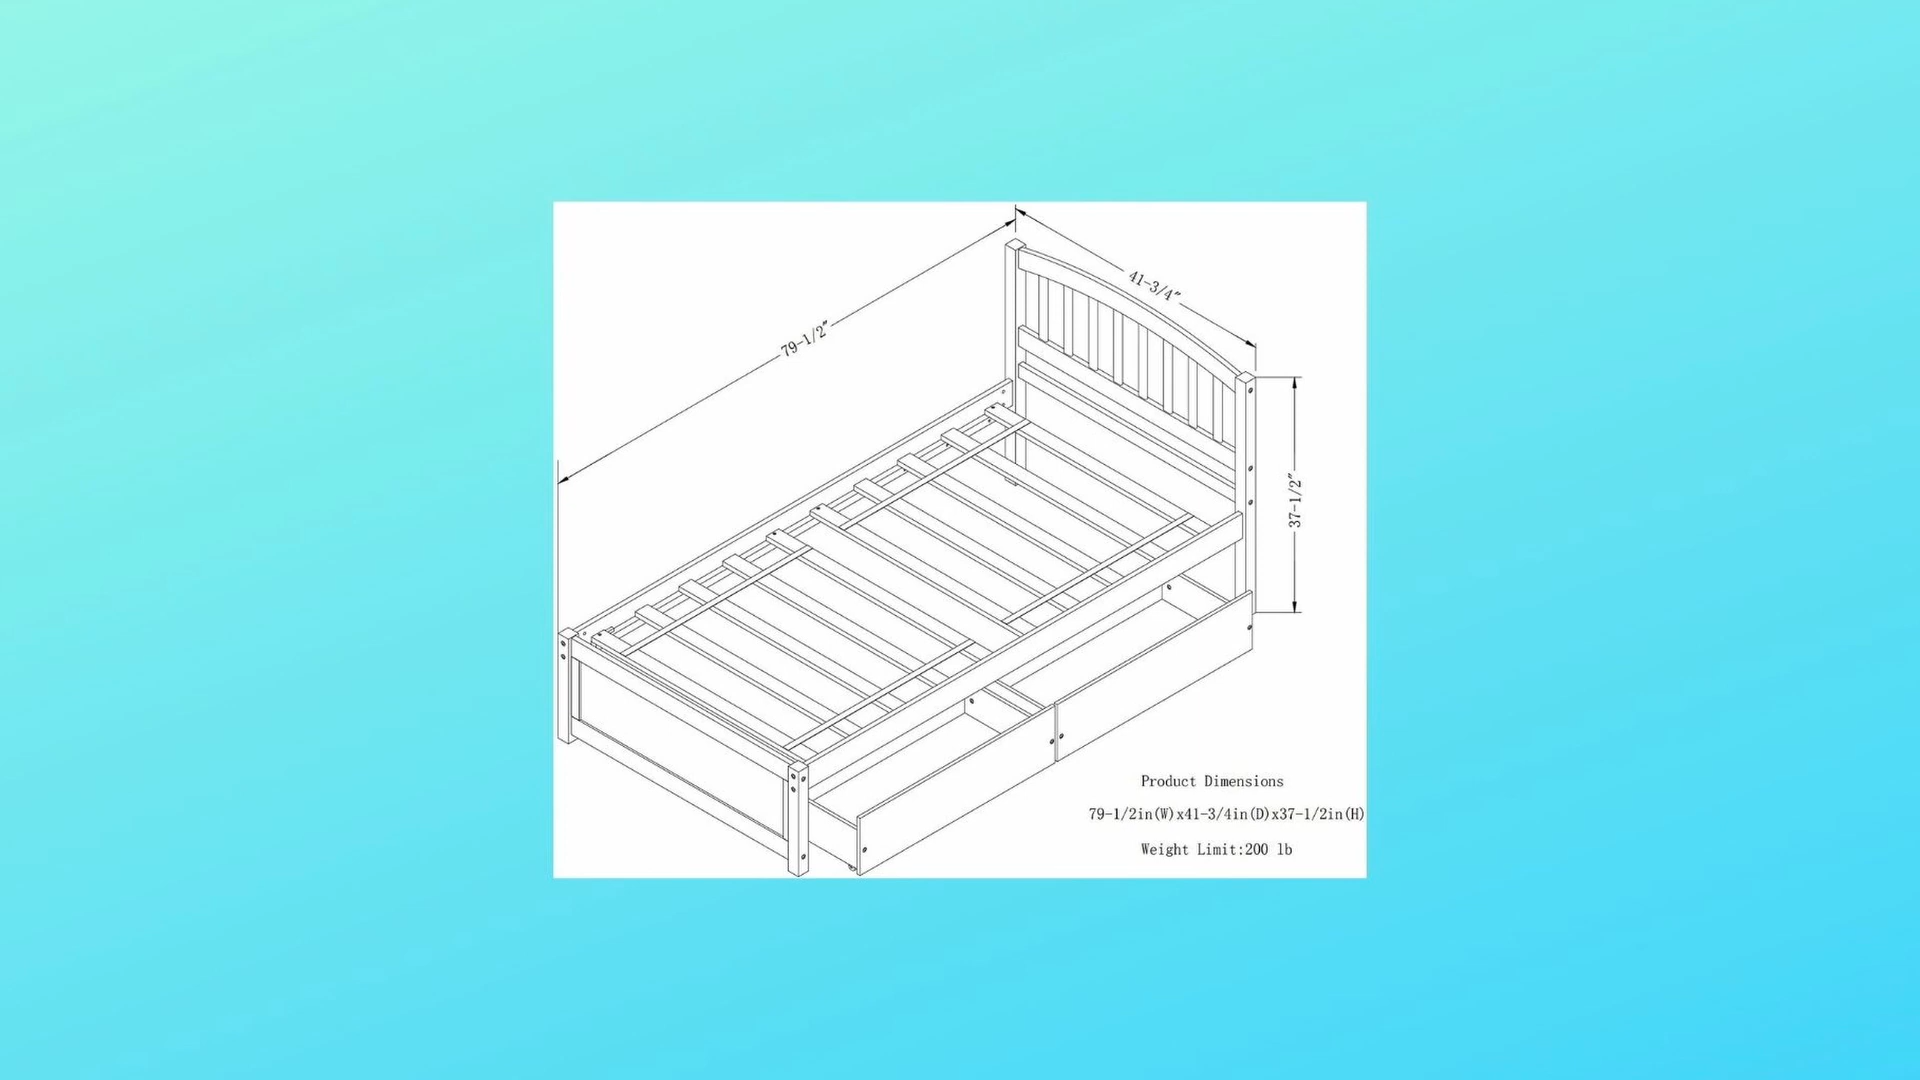 41-3/4"
79-1/2"
37-1/2"
Product Dimensions
79-1/2in(W)x41-3/4in(D)x37-1/2in(H)
Weight Limit:200 lb